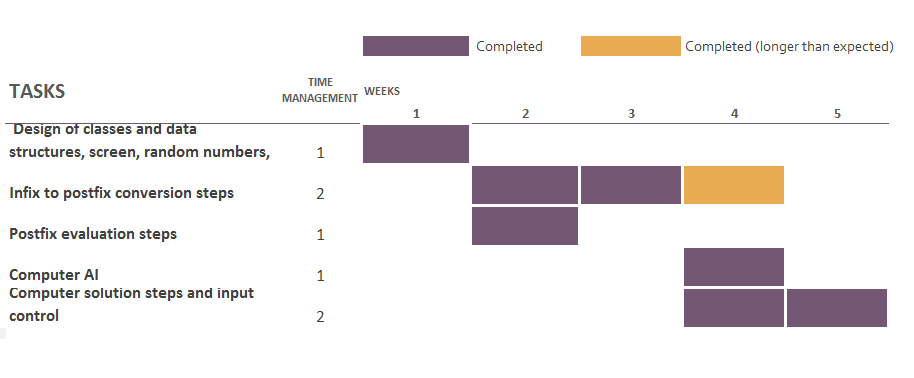 Completed
Completed (longer than expected)
TASKS
TIME
MANAGEMENT
WEEKS
1
2
3
4
5
Design of classes and data
structures, screen, random numbers,
1
Infix to postfix conversion steps
2
Postfix evaluation steps
1
Computer AI
1
Computer solution steps and input
control
2